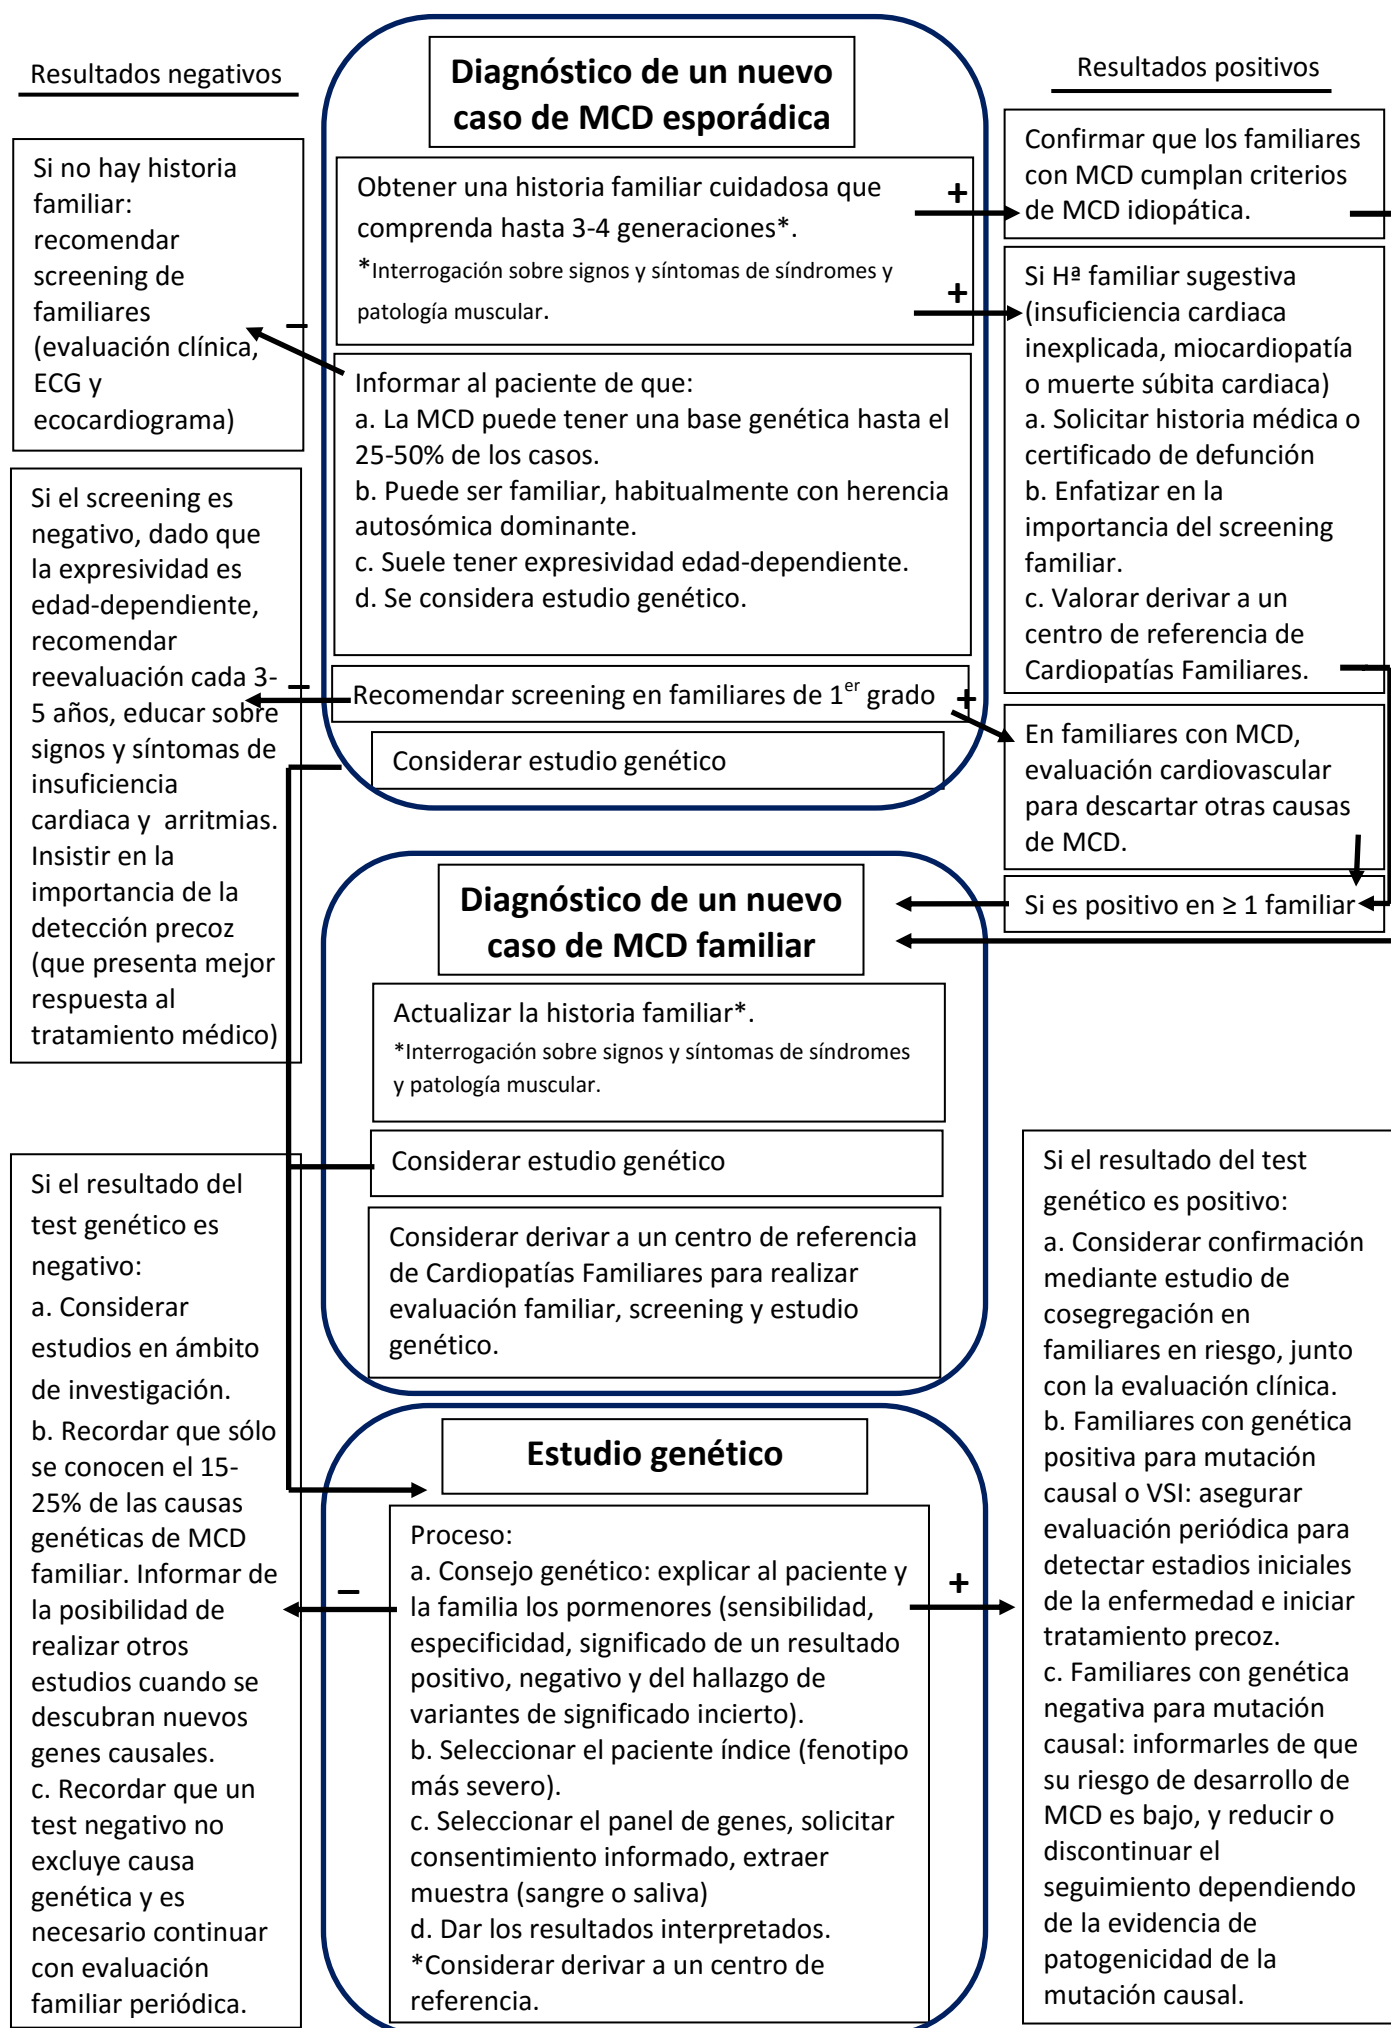 Resultados negativos
Si no hay historia
familiar:
recomendar
screening de
familiares
(evaluación clínica,
ECG y
ecocardiograma)
Si el screening es
negativo, dado que
la expresividad es
edad-dependiente,
recomendar
reevaluación cada 3-
5 años, educar sobre
signos y síntomas de
insuficiencia
cardiaca y arritmias.
Insistir en la
importancia de la
detección precoz
(que presenta mejor
respuesta al
tratamiento médico)
Si el resultado del
test genético es
negativo:
a. Considerar
estudios en ámbito
de investigación.
b. Recordar que sólo
se conocen el 15-
25% de las causas
genéticas de MCD
familiar. Informar de
la posibilidad de
realizar otros
estudios cuando se
descubran nuevos
genes causales.
c. Recordar que un
test negativo no
excluye causa
genética y es
necesario continuar
con evaluación
familiar periódica.
Diagnóstico de un nuevo
caso de MCD esporádica
Obtener una historia familiar cuidadosa que
comprenda hasta 3-4 generaciones*.
*Interrogación sobre signos y síntomas de síndromes y
patología muscular.
+
+
–
Informar al paciente de que:
a. La MCD puede tener una base genética hasta el
25-50% de los casos.
b. Puede ser familiar, habitualmente con herencia
autosómica dominante.
c. Suele tener expresividad edad-dependiente.
d. Se considera estudio genético.
–
Recomendar screening en familiares de 1er grado
+
Considerar estudio genético
Diagnóstico de un nuevo
caso de MCD familiar
Actualizar la historia familiar*.
*Interrogación sobre signos y síntomas de síndromes
y patología muscular.
Considerar estudio genético
Considerar derivar a un centro de referencia
de Cardiopatías Familiares para realizar
evaluación familiar, screening y estudio
genético.
Estudio genético
Proceso:
a. Consejo genético: explicar al paciente y
la familia los pormenores (sensibilidad,
especificidad, significado de un resultado
positivo, negativo y del hallazgo de
variantes de significado incierto).
b. Seleccionar el paciente índice (fenotipo
más severo).
c. Seleccionar el panel de genes, solicitar
consentimiento informado, extraer
muestra (sangre o saliva)
d. Dar los resultados interpretados.
*Considerar derivar a un centro de
referencia.
–
+
Resultados positivos
Confirmar que los familiares
con MCD cumplan criterios
de MCD idiopática.
Si Hª familiar sugestiva
(insuficiencia cardiaca
inexplicada, miocardiopatía
o muerte súbita cardiaca)
a. Solicitar historia médica o
certificado de defunción
b. Enfatizar en la
importancia del screening
familiar.
c. Valorar derivar a un
centro de referencia de
Cardiopatías Familiares.
En familiares con MCD,
evaluación cardiovascular
para descartar otras causas
de MCD.
Si es positivo en ≥ 1 familiar
Si el resultado del test
genético es positivo:
a. Considerar confirmación
mediante estudio de
cosegregación en
familiares en riesgo, junto
con la evaluación clínica.
b. Familiares con genética
positiva para mutación
causal o VSI: asegurar
evaluación periódica para
detectar estadios iniciales
de la enfermedad e iniciar
tratamiento precoz.
c. Familiares con genética
negativa para mutación
causal: informarles de que
su riesgo de desarrollo de
MCD es bajo, y reducir o
discontinuar el
seguimiento dependiendo
de la evidencia de
patogenicidad de la
mutación causal.